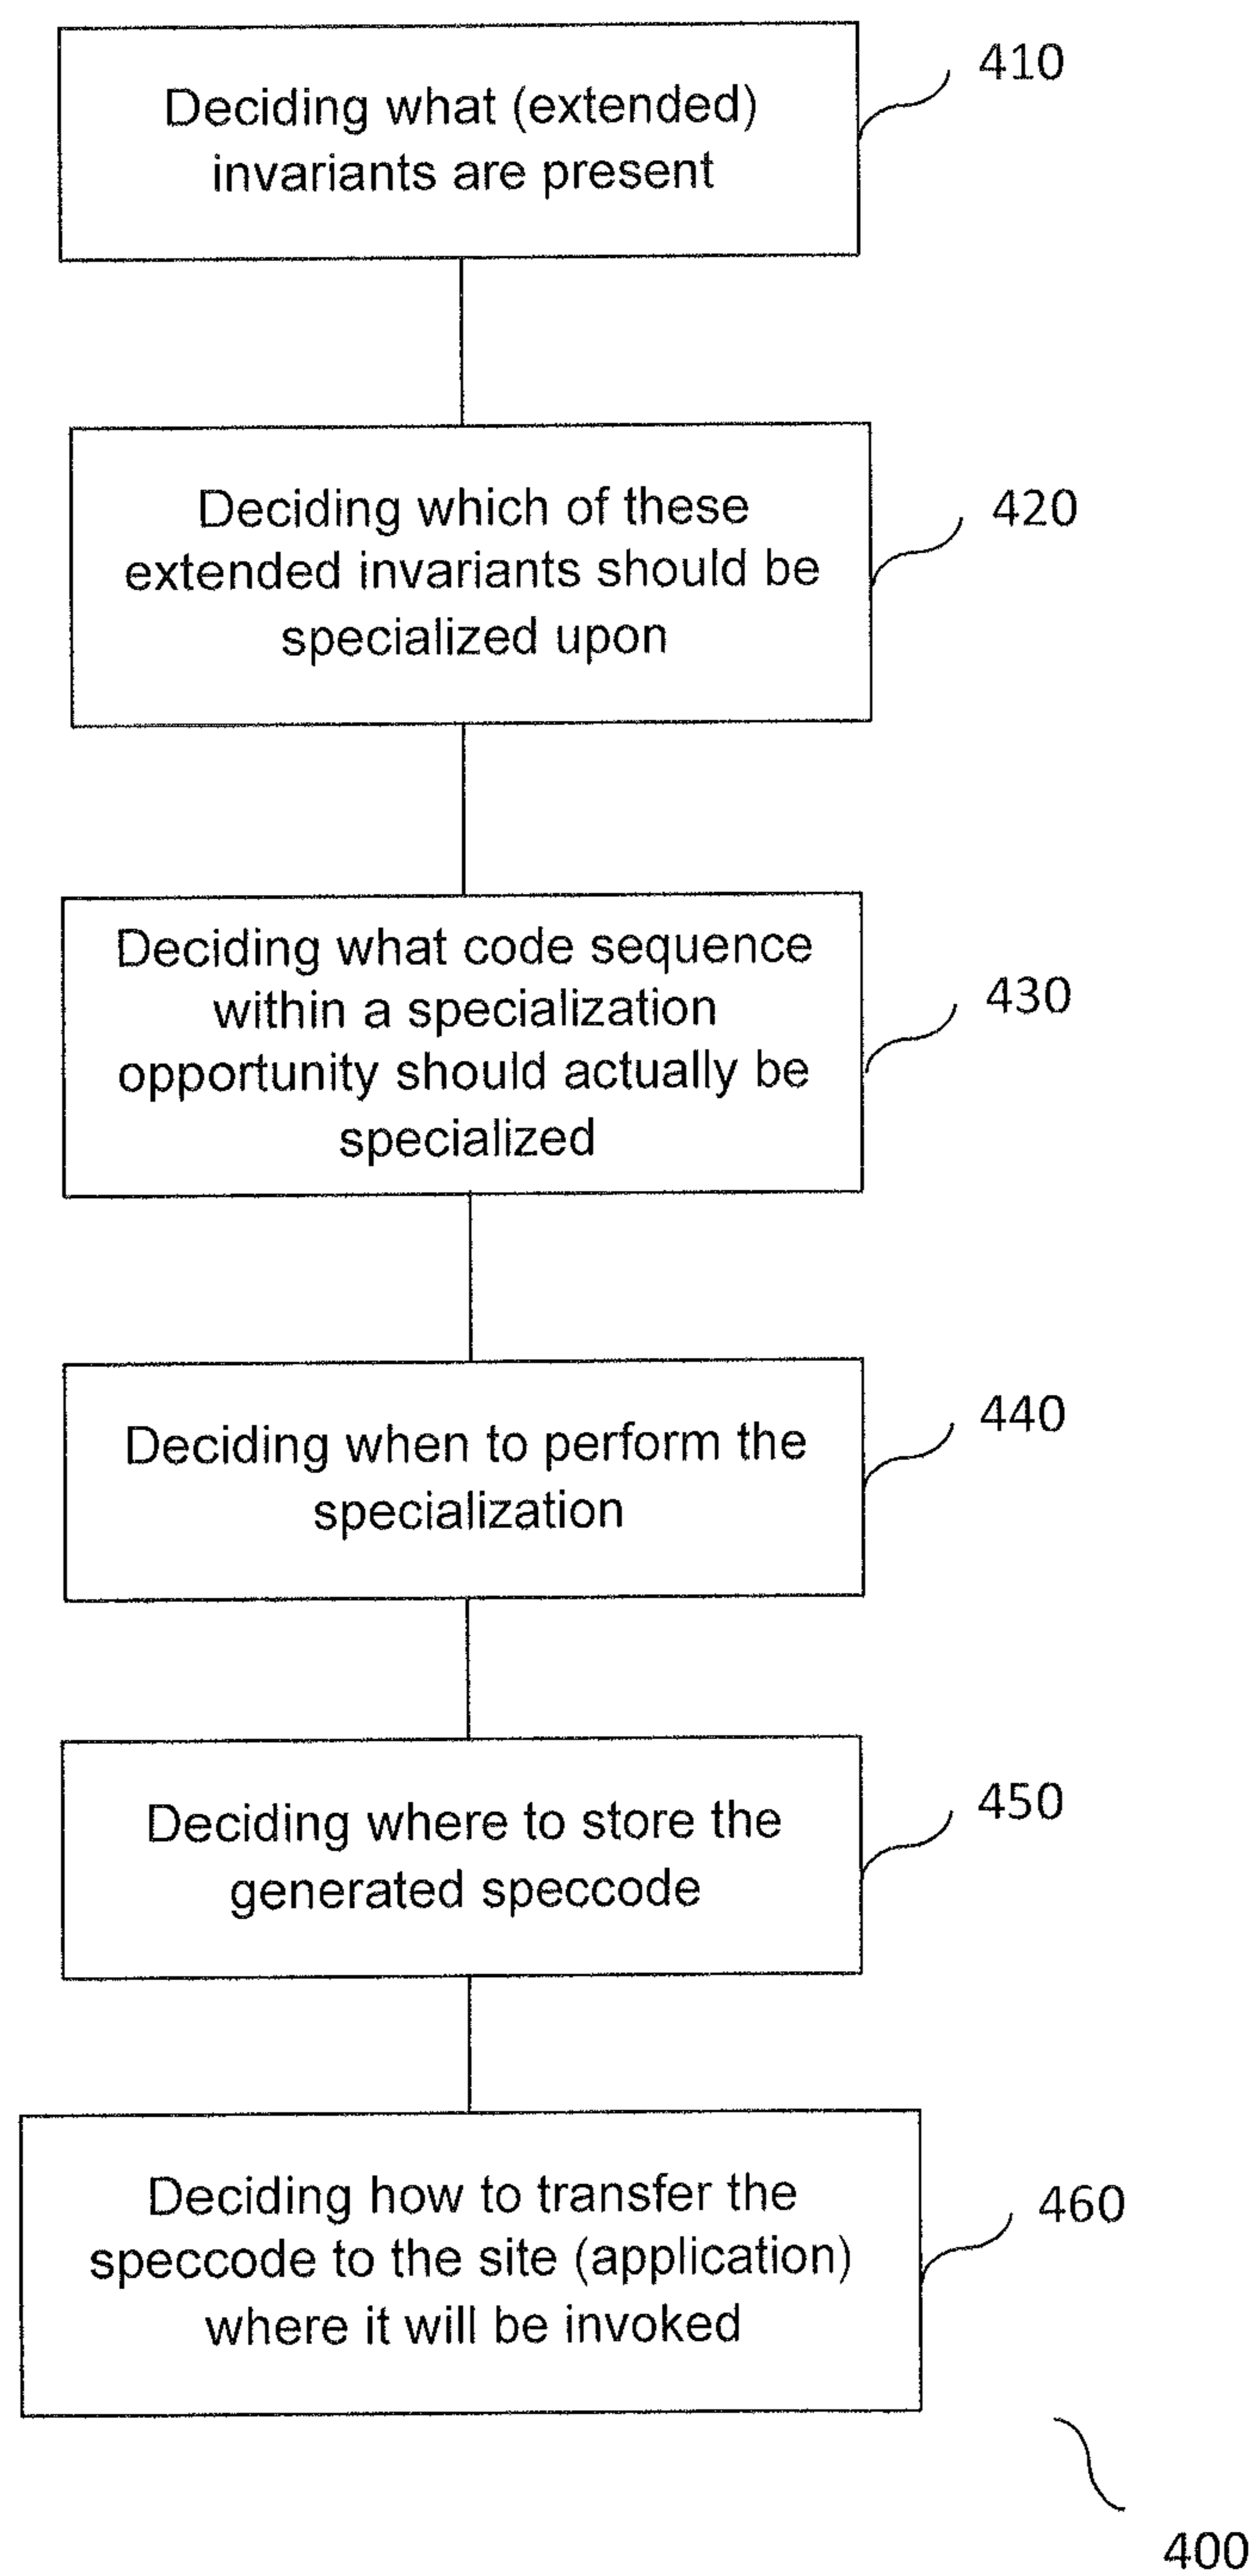 Deciding what (extended)
invariants are present
410
Deciding which of these
extended invariants should be
specialized upon
420
Deciding what code sequence
within a specialization
opportunity should actually be
specialized
430
Deciding when to perform the
specialization
440
Deciding where to store the
generated speccode
450
Deciding how to transfer the
speccode to the site (application)
where it will be invoked
460
400